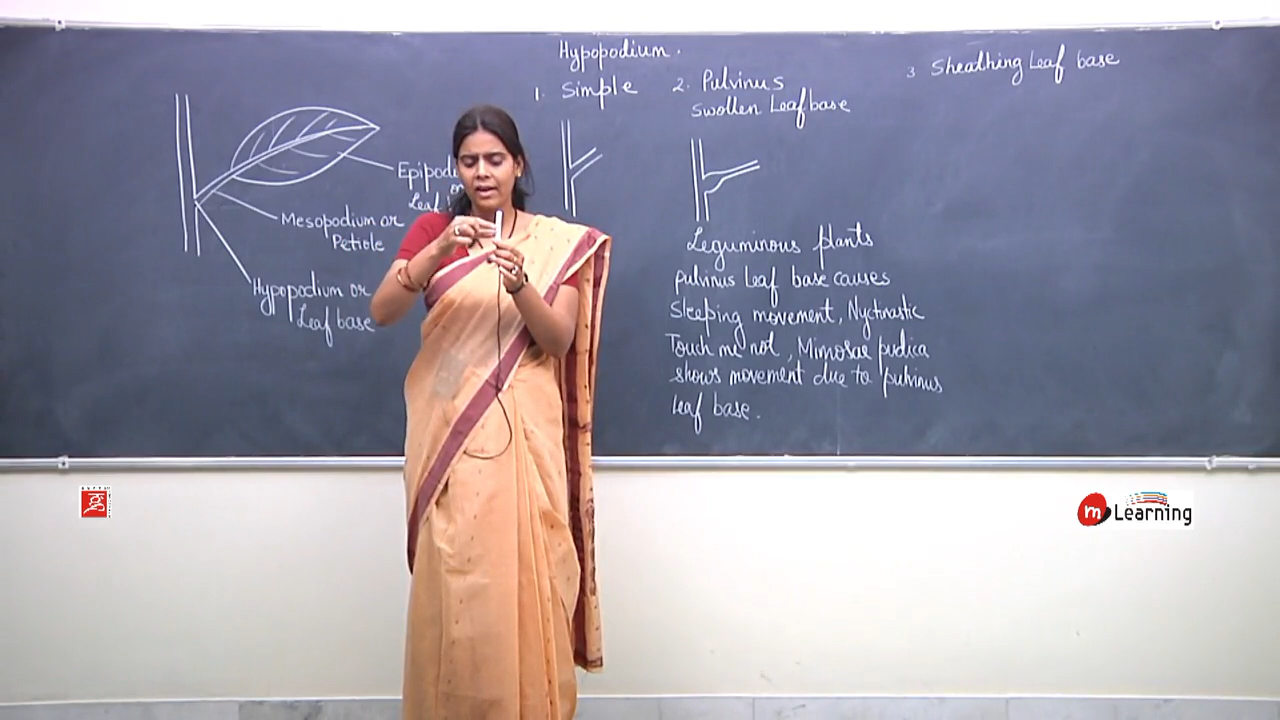 Hypopodium.
1. Simple
2. Pulvinus
Swollen Leaf base
3 Sheathing Leaf base
Mesopodium or
Petiole
Hypopodium or
Leaf base
Leguminous plants
pulvinus leaf base causes
Sleeping movement, Nyctinastic
Touch me not, Mimosae pudica
shows movement due to pulvinus
leaf base.
m Learning